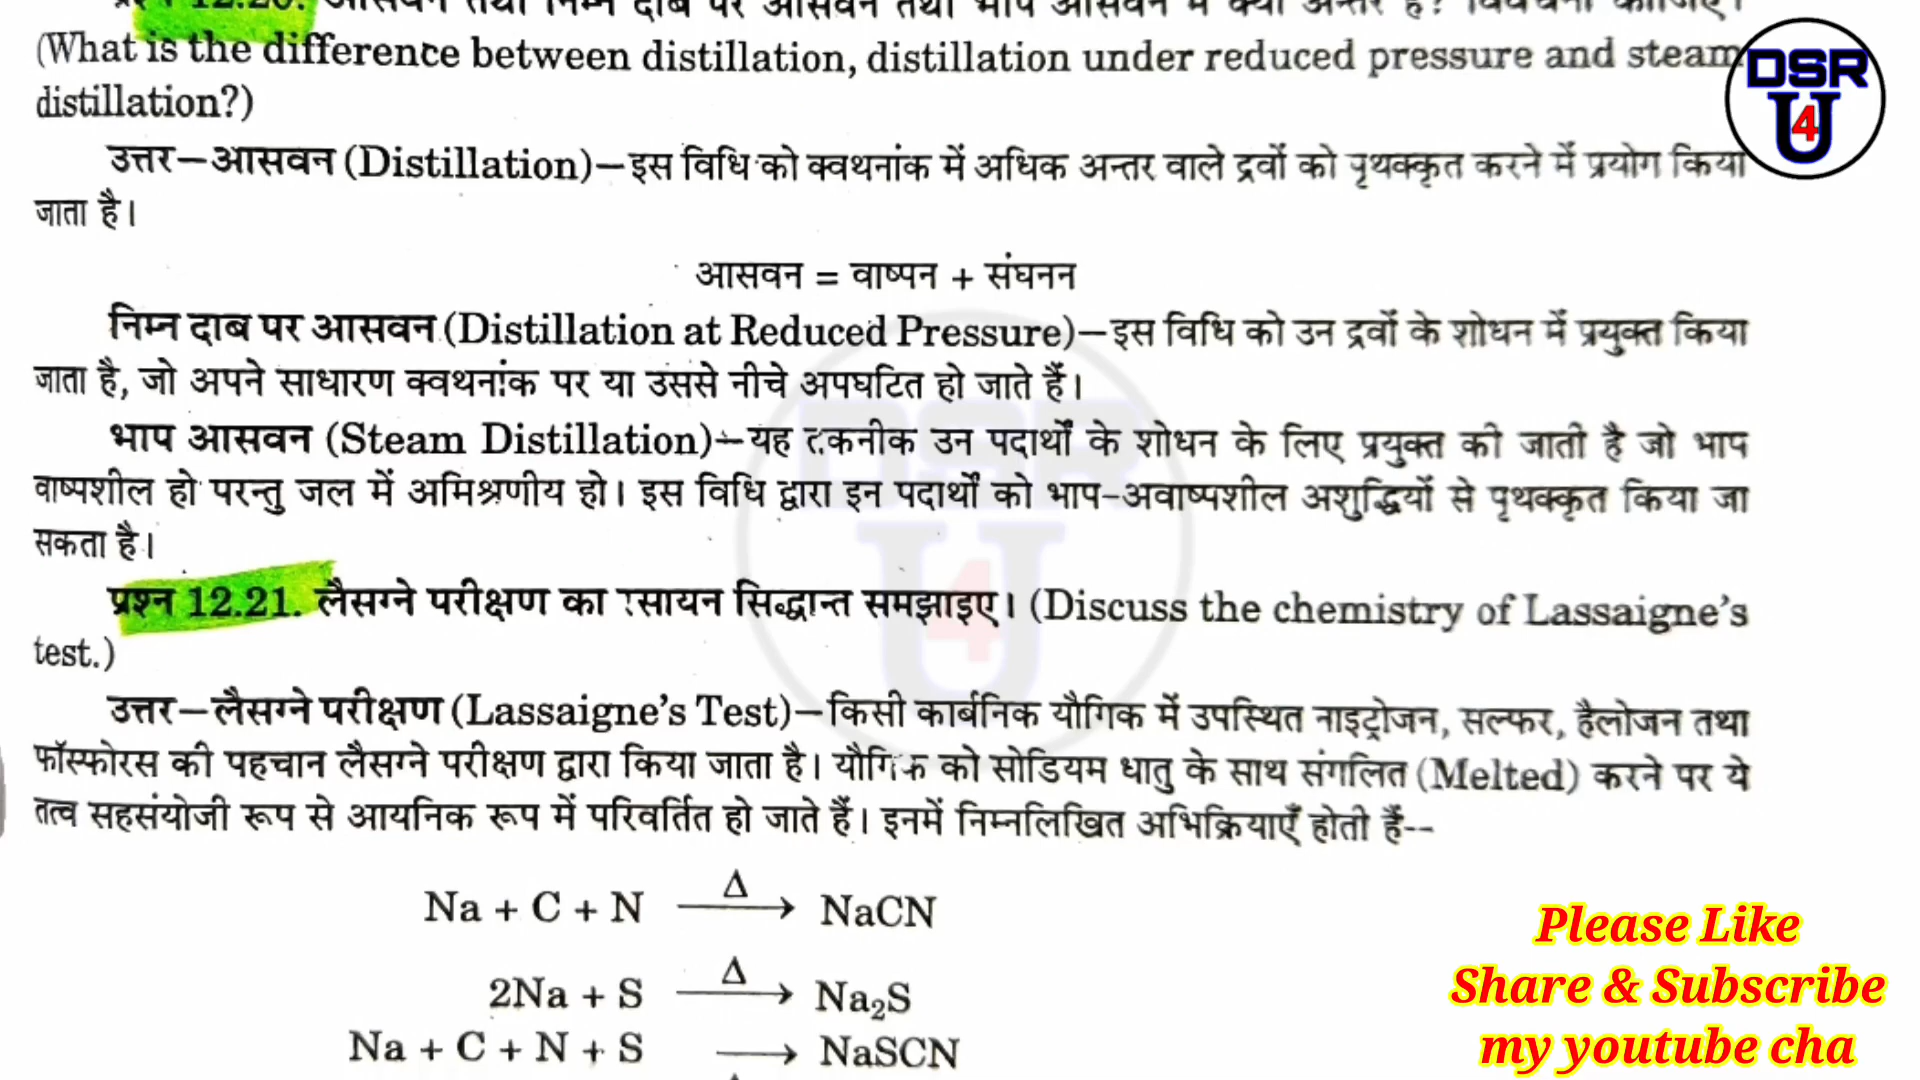 प्रश्न 12.20. आसवन तथा निम्न दाब पर आसवन तथा भाप आसवन में क्या अन्तर है? विवेचना कीजिए।
(What is the difference between distillation, distillation under reduced pressure and steam
distillation?)
उत्तर–आसवन (Distillation)–इस विधि को क्वथनांक में अधिक अन्तर वाले द्रवों को पृथक्कृत करने में प्रयोग किया
जाता है।
आसवन = वाष्पन + संघनन
निम्न दाब पर आसवन (Distillation at Reduced Pressure)–इस विधि को उन द्रवों के शोधन में प्रयुक्त किया
जाता है, जो अपने साधारण क्वथनांक पर या उससे नीचे अपघटित हो जाते हैं।
भाप आसवन (Steam Distillation)–यह तकनीक उन पदार्थों के शोधन के लिए प्रयुक्त की जाती है जो भाप
वाष्पशील हो परन्तु जल में अमिश्रणीय हो। इस विधि द्वारा इन पदार्थों को भाप-अवाष्पशील अशुद्धियों से पृथक्कृत किया जा
सकता है।
प्रश्न 12.21. लैसग्ने परीक्षण का रसायन सिद्धान्त समझाइए। (Discuss the chemistry of Lassaigne's
test.)
उत्तर–लैसग्ने परीक्षण (Lassaigne's Test)–किसी कार्बनिक यौगिक में उपस्थित नाइट्रोजन, सल्फर, हैलोजन तथा
फॉस्फोरस की पहचान लैसग्ने परीक्षण द्वारा किया जाता है। यौगिक को सोडियम धातु के साथ संगलित (Melted) करने पर ये
तत्व सहसंयोजी रूप से आयनिक रूप में परिवर्तित हो जाते हैं। इनमें निम्नलिखित अभिक्रियाएँ होती हैं--
Na + C + N —Δ→ NaCN
2Na + S —Δ→ Na₂S
Na + C + N + S —→ NaSCN
DSR
U
4
Please Like
Share & Subscribe
my youtube cha